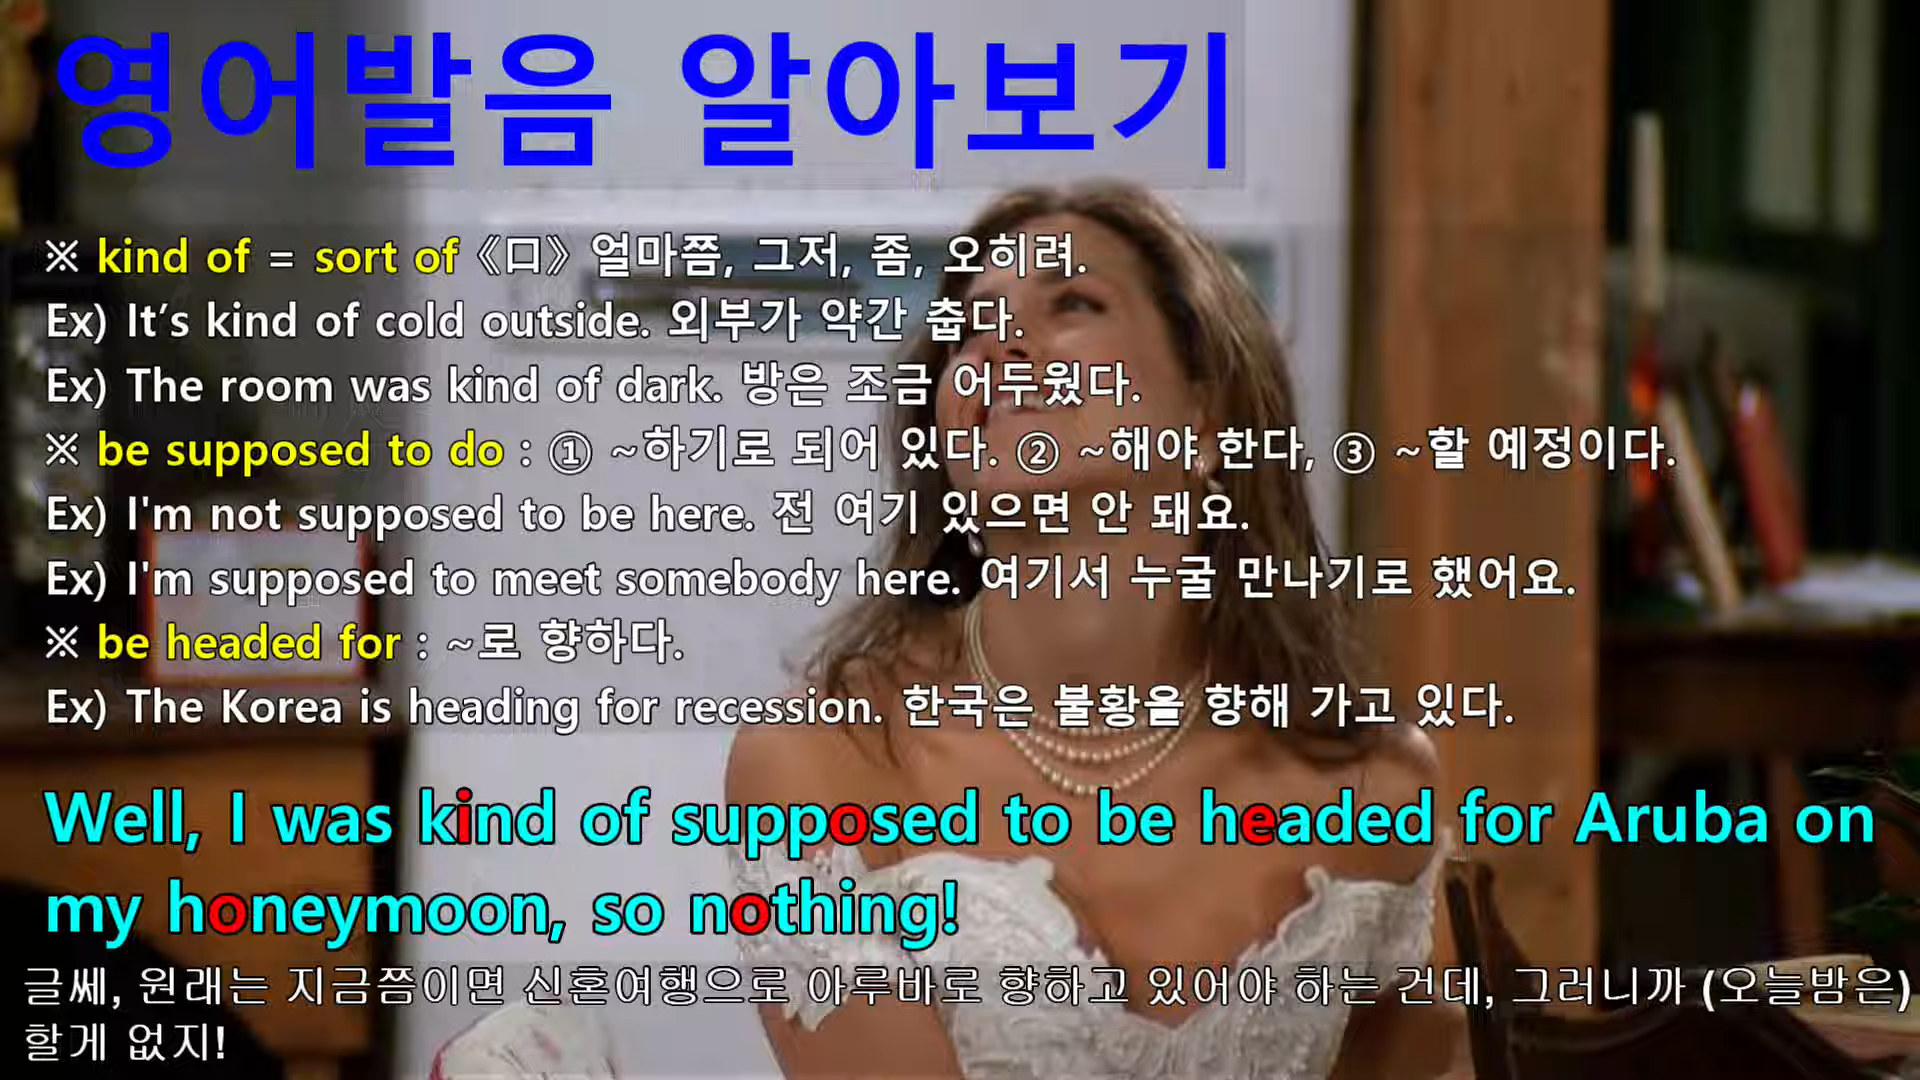 영어발음 알아보기
※ kind of = sort of《口》얼마쯤, 그저, 좀, 오히려.
Ex) It’s kind of cold outside. 외부가 약간 춥다.
Ex) The room was kind of dark. 방은 조금 어두웠다.
※ be supposed to do : ① ~하기로 되어 있다. ② ~해야 한다, ③ ~할 예정이다.
Ex) I'm not supposed to be here. 전 여기 있으면 안 돼요.
Ex) I'm supposed to meet somebody here. 여기서 누굴 만나기로 했어요.
※ be headed for : ~로 향하다.
Ex) The Korea is heading for recession. 한국은 불황을 향해 가고 있다.
Well, I was kind of supposed to be headed for Aruba on
my honeymoon, so nothing!
글쎄, 원래는 지금쯤이면 신혼여행으로 아루바로 향하고 있어야 하는 건데, 그러니까 (오늘밤은)
할게 없지!